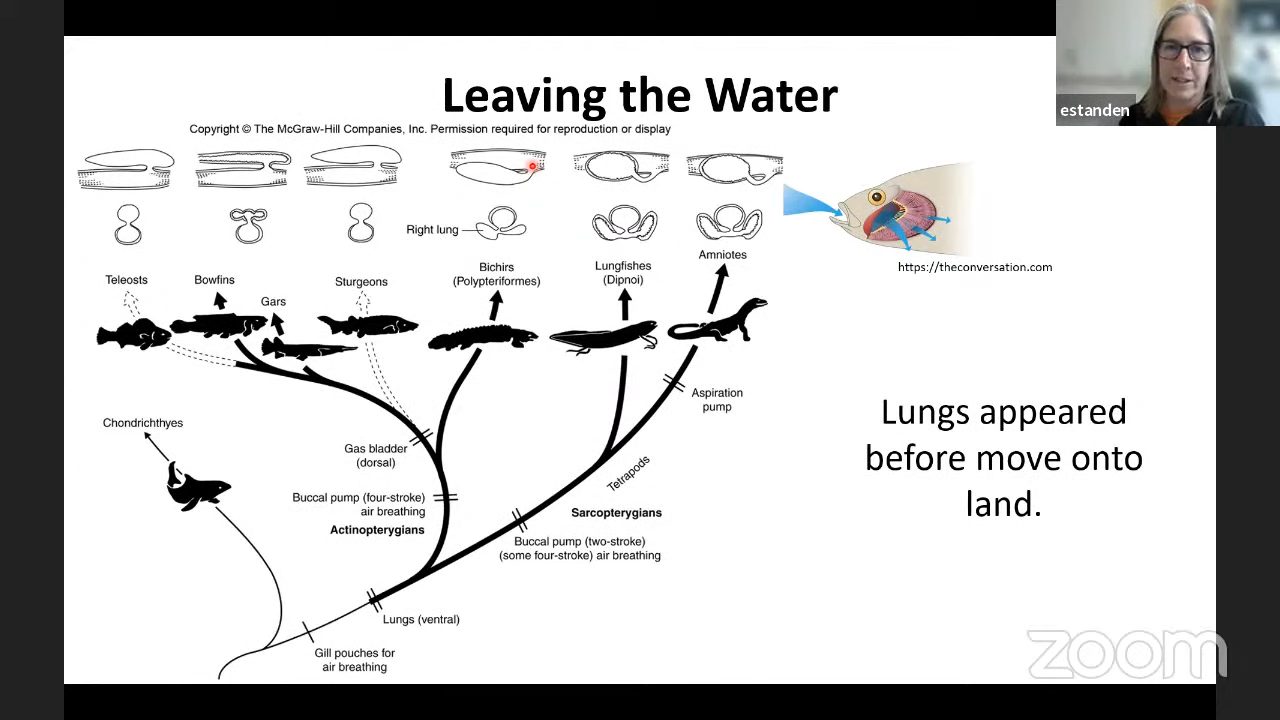 Leaving the Water
estanden
Copyright © The McGraw-Hill Companies, Inc. Permission required for reproduction or display
Right lung
Teleosts
Bowfins
Gars
Sturgeons
Bichirs
(Polypteriformes)
Lungfishes
(Dipnoi)
Amniotes
https://theconversation.com
Aspiration
pump
Chondrichthyes
Gas bladder
(dorsal)
Tetrapods
Buccal pump (four-stroke)
air breathing
Actinopterygians
Sarcopterygians
Buccal pump (two-stroke)
(some four-stroke) air breathing
Lungs (ventral)
Gill pouches for
air breathing
Lungs appeared
before move onto
land.
zoom